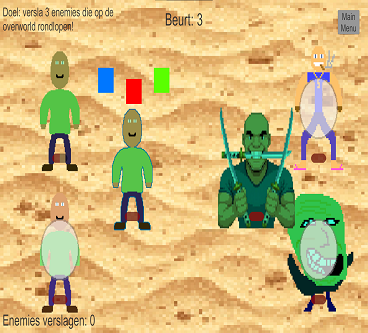 Doel: versla 3 enemies die op de
overworld rondlopen!
Beurt: 3
Main
Menu
Enemies verslagen: 0